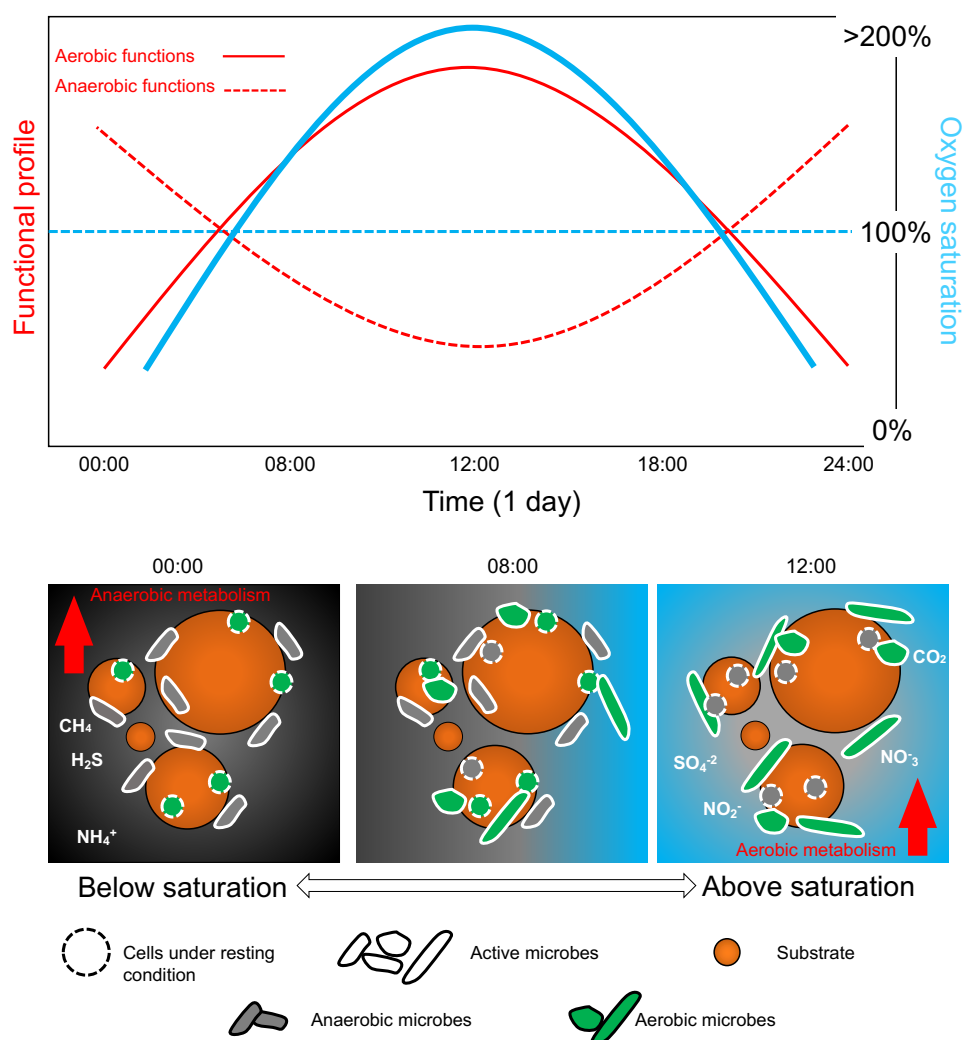 >200%
Aerobic functions
Anaerobic functions
Functional profile
Oxygen saturation
100%
0%
00:00 08:00 12:00 18:00 24:00
Time (1 day)
00:00 08:00 12:00
Anaerobic metabolism
CO₂
CH₄
H₂S
SO₄⁻²
NO⁻₃
NO₂⁻
NH₄⁺
Aerobic metabolism
Below saturation
Above saturation
Cells under resting
condition
Active microbes
Substrate
Anaerobic microbes
Aerobic microbes